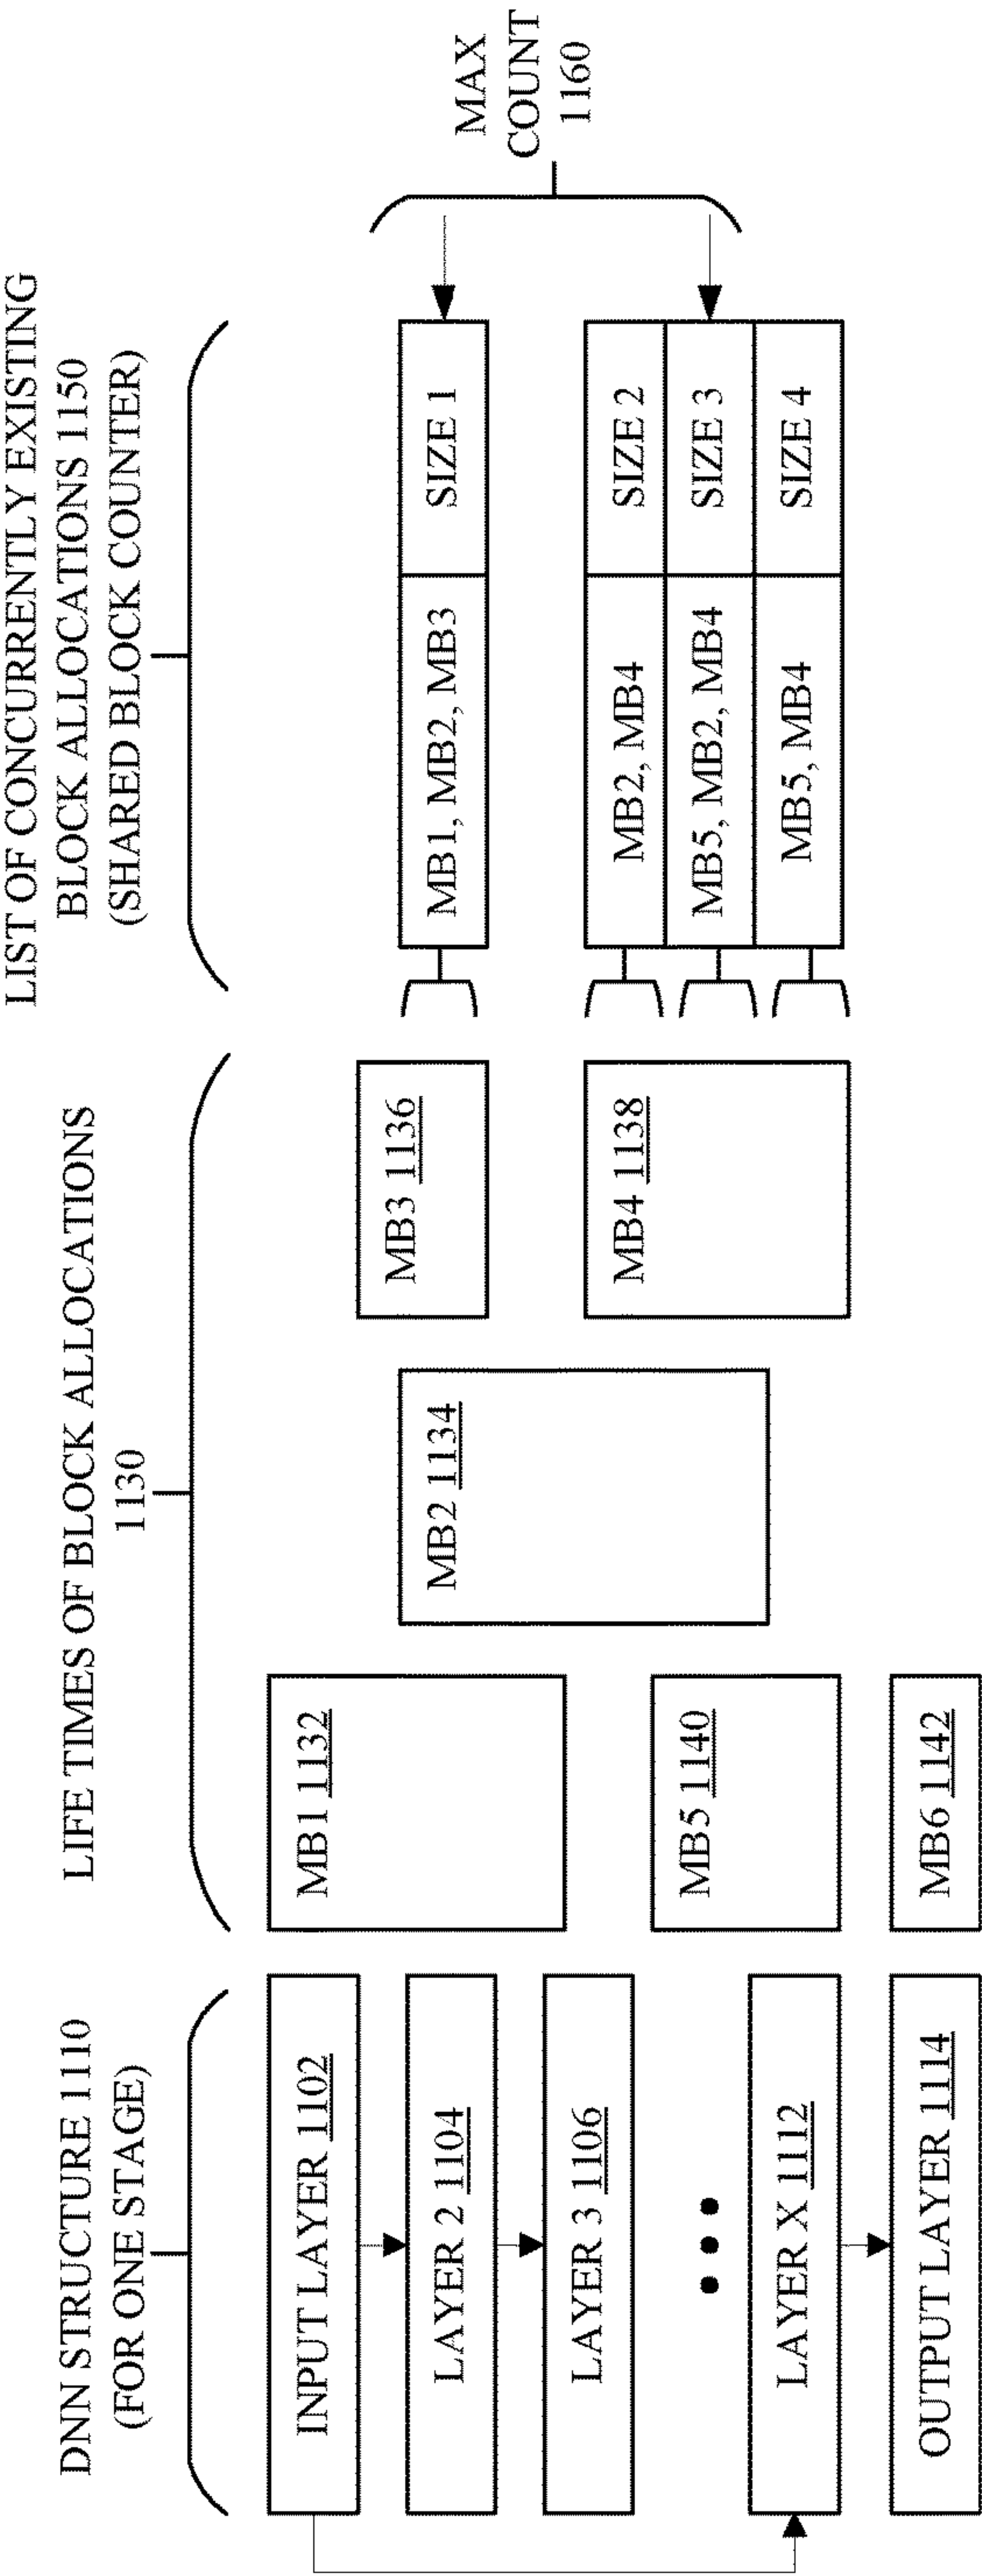 DNN STRUCTURE 1110
(FOR ONE STAGE)
INPUT LAYER 1102
LAYER 2 1104
LAYER 3 1106
LAYER X 1112
OUTPUT LAYER 1114
LIFE TIMES OF BLOCK ALLOCATIONS
1130
MB1 1132
MB2 1134
MB3 1136
MB4 1138
MB5 1140
MB6 1142
LIST OF CONCURRENTLY EXISTING
BLOCK ALLOCATIONS 1150
(SHARED BLOCK COUNTER)
MB1, MB2, MB3
SIZE 1
MB2, MB4
SIZE 2
MB5, MB2, MB4
SIZE 3
MB5, MB4
SIZE 4
MAX
COUNT
1160